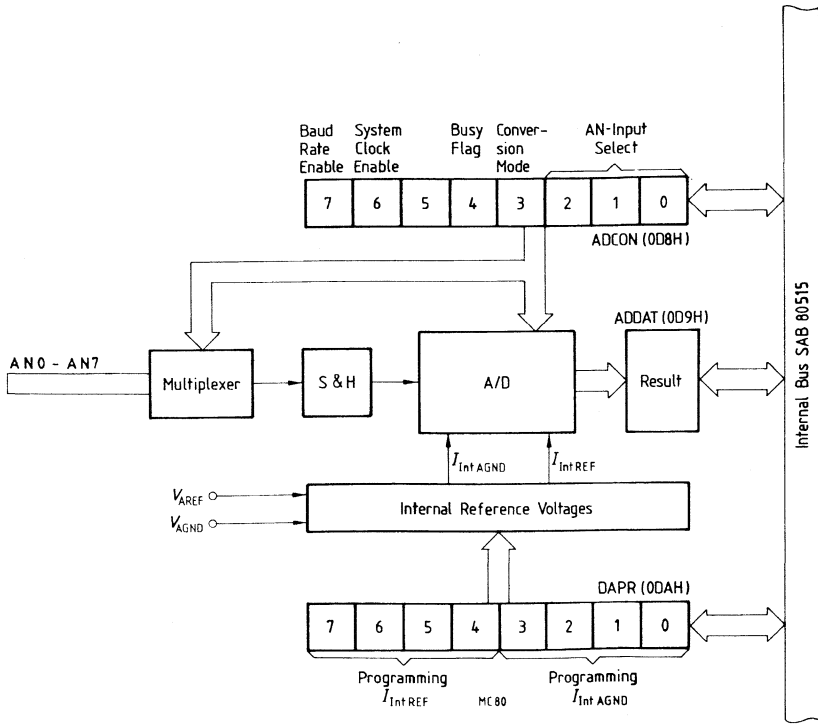 Baud
Rate
Enable
System
Clock
Enable
Busy
Flag
Conver-
sion
Mode
AN-Input
Select
7 6 5 4 3 2 1 0
ADCON (0D8H)
ADDAT (0D9H)
AN0 - AN7
Multiplexer
S & H
A/D
Result
Internal Bus SAB 80515
I Int AGND
I Int REF
V AREF
V AGND
Internal Reference Voltages
DAPR (0DAH)
7 6 5 4 3 2 1 0
Programming
I Int REF
MC80
Programming
I Int AGND